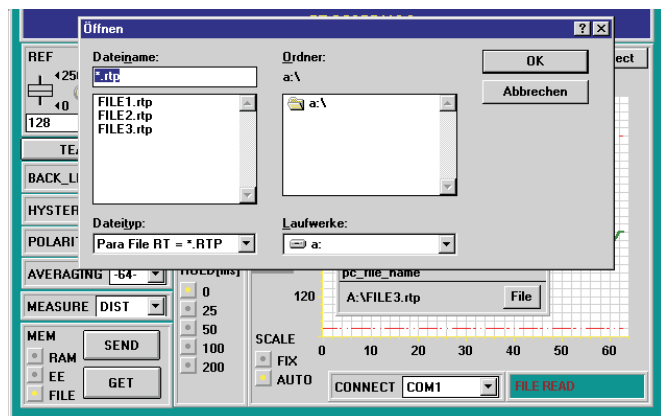 Öffnen
Dateiname:
*.rtp
FILE1.rtp
FILE2.rtp
FILE3.rtp
Dateityp:
Para File RT = *.RTP
Ordner:
a:\
a:\
Laufwerke:
a:
OK
Abbrechen
REF
0
128
HYSTER
POLARI
AVERAGING -64-
MEASURE DIST
MEM
RAM
EE
FILE
SEND
GET
HOLD[ms]
0
25
50
100
200
120
pc_file_name
A:\FILE3.rtp File
SCALE
FIX
AUTO
0 10 20 30 40 50 60
CONNECT COM1
FILE READ